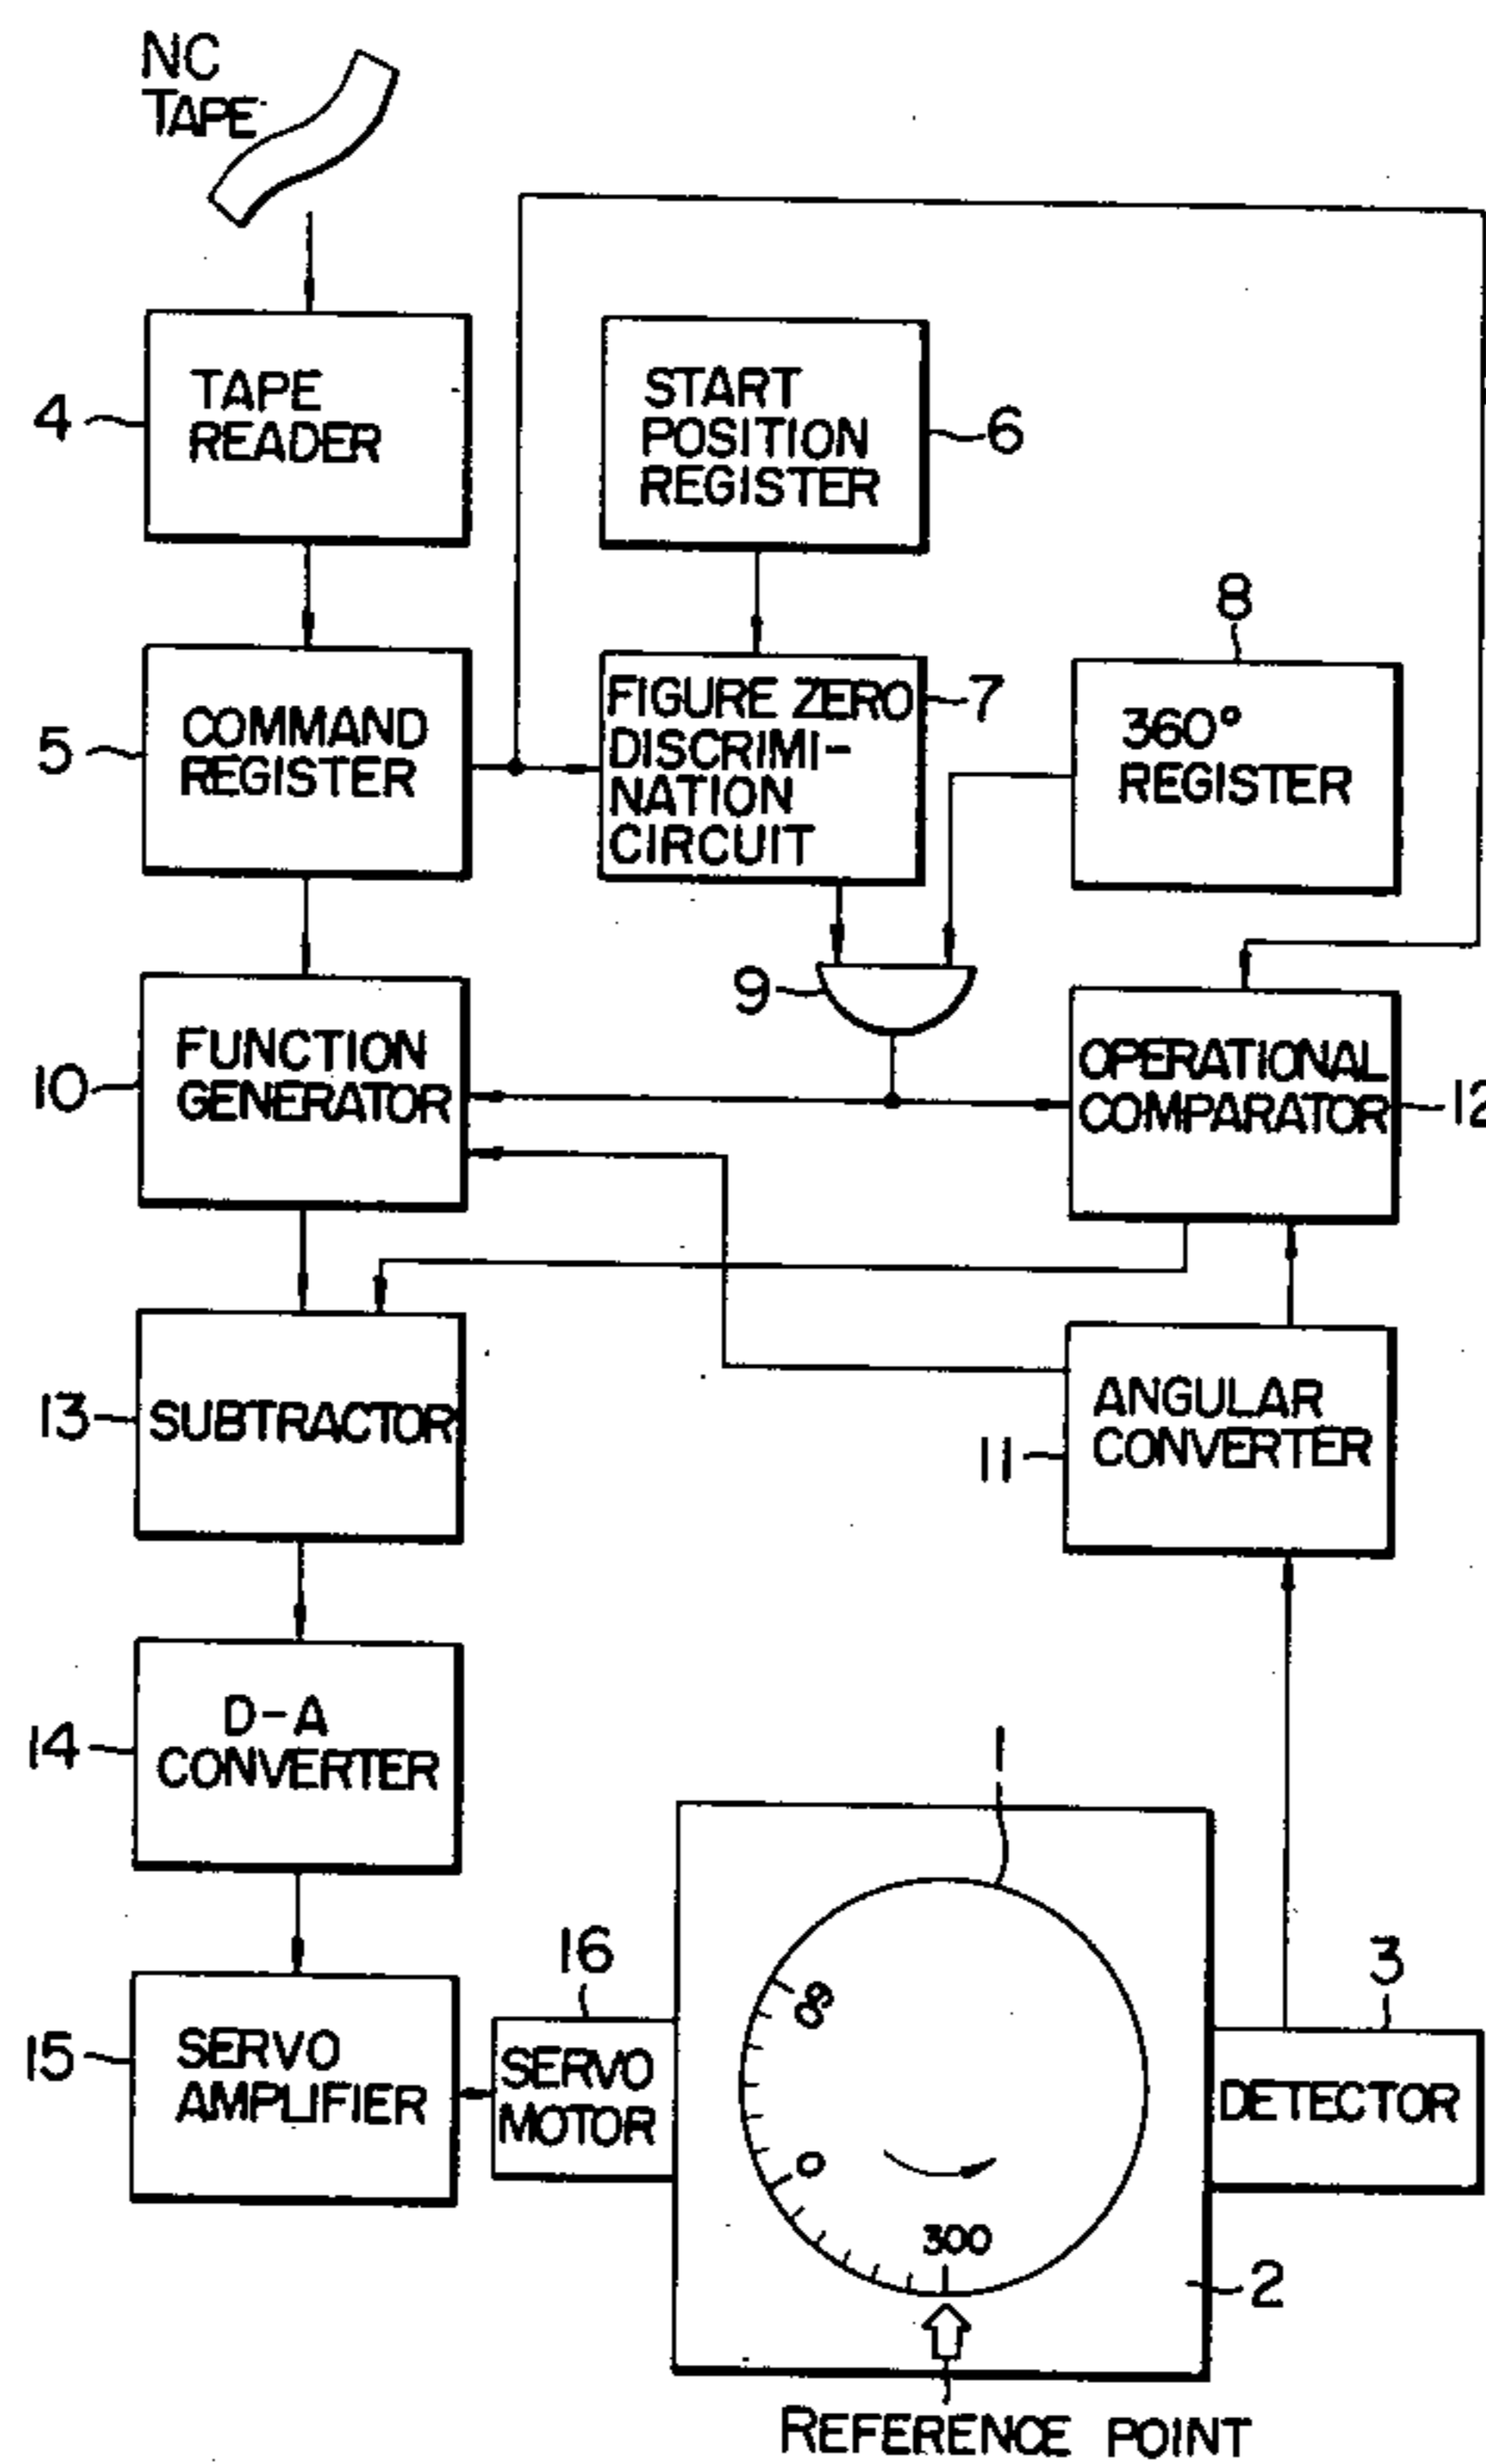 NC
TAPE
TAPE
READER
4
START
POSITION
REGISTER
6
8
COMMAND
REGISTER
5
FIGURE ZERO
DISCRIMI-
NATION
CIRCUIT
7
360°
REGISTER
9
FUNCTION
GENERATOR
10
OPERATIONAL
COMPARATOR
12
SUBTRACTOR
13
ANGULAR
CONVERTER
11
D-A
CONVERTER
14
1
16
3
SERVO
AMPLIFIER
15
SERVO
MOTOR
DETECTOR
0
300
2
REFERENCE POINT